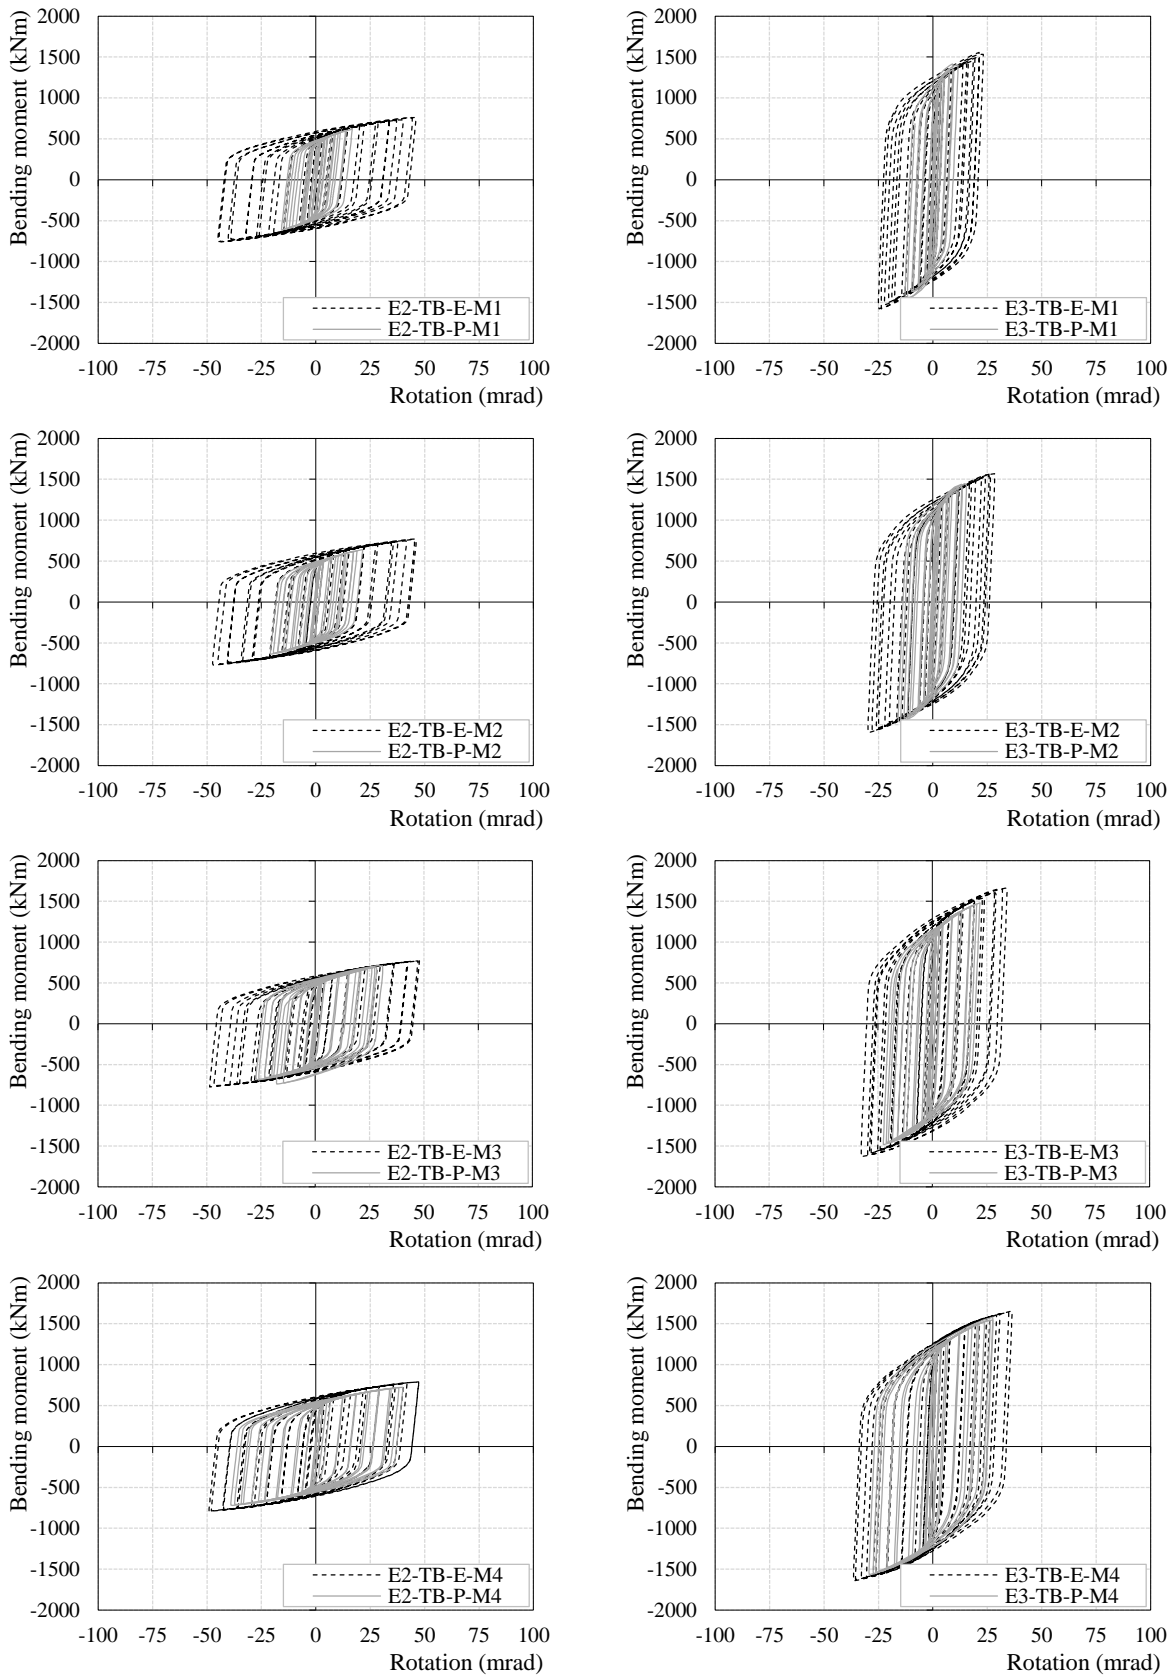 Bending moment (kNm)
2000
1500
1000
500
0
-500
-1000
-1500
-2000
E2-TB-E-M1
E2-TB-P-M1
-100 -75 -50 -25 0 25 50 75 100
Rotation (mrad)
Bending moment (kNm)
2000
1500
1000
500
0
-500
-1000
-1500
-2000
E3-TB-E-M1
E3-TB-P-M1
-100 -75 -50 -25 0 25 50 75 100
Rotation (mrad)
Bending moment (kNm)
2000
1500
1000
500
0
-500
-1000
-1500
-2000
E2-TB-E-M2
E2-TB-P-M2
-100 -75 -50 -25 0 25 50 75 100
Rotation (mrad)
Bending moment (kNm)
2000
1500
1000
500
0
-500
-1000
-1500
-2000
E3-TB-E-M2
E3-TB-P-M2
-100 -75 -50 -25 0 25 50 75 100
Rotation (mrad)
Bending moment (kNm)
2000
1500
1000
500
0
-500
-1000
-1500
-2000
E2-TB-E-M3
E2-TB-P-M3
-100 -75 -50 -25 0 25 50 75 100
Rotation (mrad)
Bending moment (kNm)
2000
1500
1000
500
0
-500
-1000
-1500
-2000
E3-TB-E-M3
E3-TB-P-M3
-100 -75 -50 -25 0 25 50 75 100
Rotation (mrad)
Bending moment (kNm)
2000
1500
1000
500
0
-500
-1000
-1500
-2000
E2-TB-E-M4
E2-TB-P-M4
-100 -75 -50 -25 0 25 50 75 100
Rotation (mrad)
Bending moment (kNm)
2000
1500
1000
500
0
-500
-1000
-1500
-2000
E3-TB-E-M4
E3-TB-P-M4
-100 -75 -50 -25 0 25 50 75 100
Rotation (mrad)